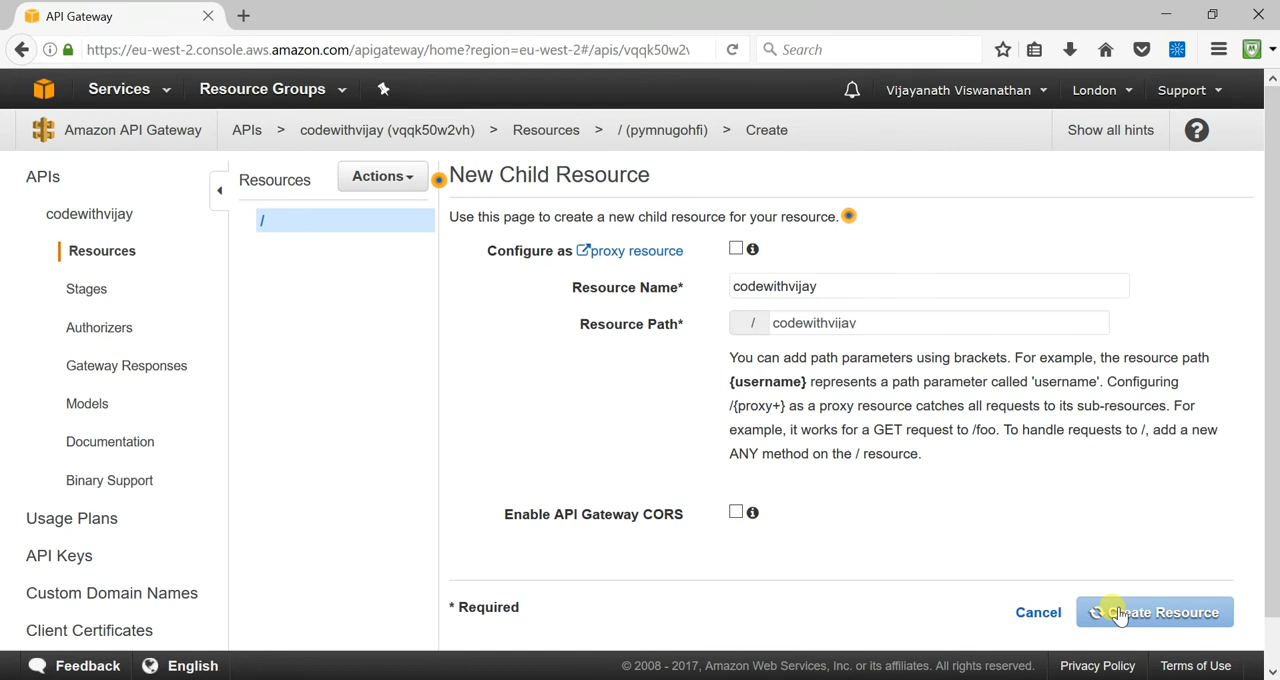 API Gateway
https://eu-west-2.console.aws.amazon.com/apigateway/home?region=eu-west-2#/apis/vqqk50w2v
Search
Services
Resource Groups
Vijayanath Viswanathan
London
Support
Amazon API Gateway
APIs > codewithvijay (vqqk50w2vh) > Resources > / (pymnugohfi) > Create
Show all hints
APIs
codewithvijay
Resources
Stages
Authorizers
Gateway Responses
Models
Documentation
Binary Support
Usage Plans
API Keys
Custom Domain Names
Client Certificates
Resources
Actions
/
New Child Resource
Use this page to create a new child resource for your resource.
Configure as proxy resource
Resource Name* codewithvijay
Resource Path* / codewithvijay
You can add path parameters using brackets. For example, the resource path
{username} represents a path parameter called 'username'. Configuring
/{proxy+} as a proxy resource catches all requests to its sub-resources. For
example, it works for a GET request to /foo. To handle requests to /, add a new
ANY method on the / resource.
Enable API Gateway CORS
* Required
Cancel
Create Resource
Feedback
English
© 2008 - 2017, Amazon Web Services, Inc. or its affiliates. All rights reserved.
Privacy Policy
Terms of Use